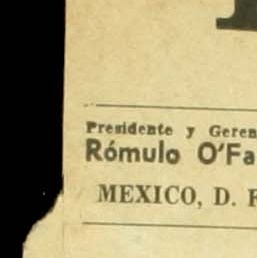 Presidente y Geren
Rómulo O'Fa
MEXICO, D. F